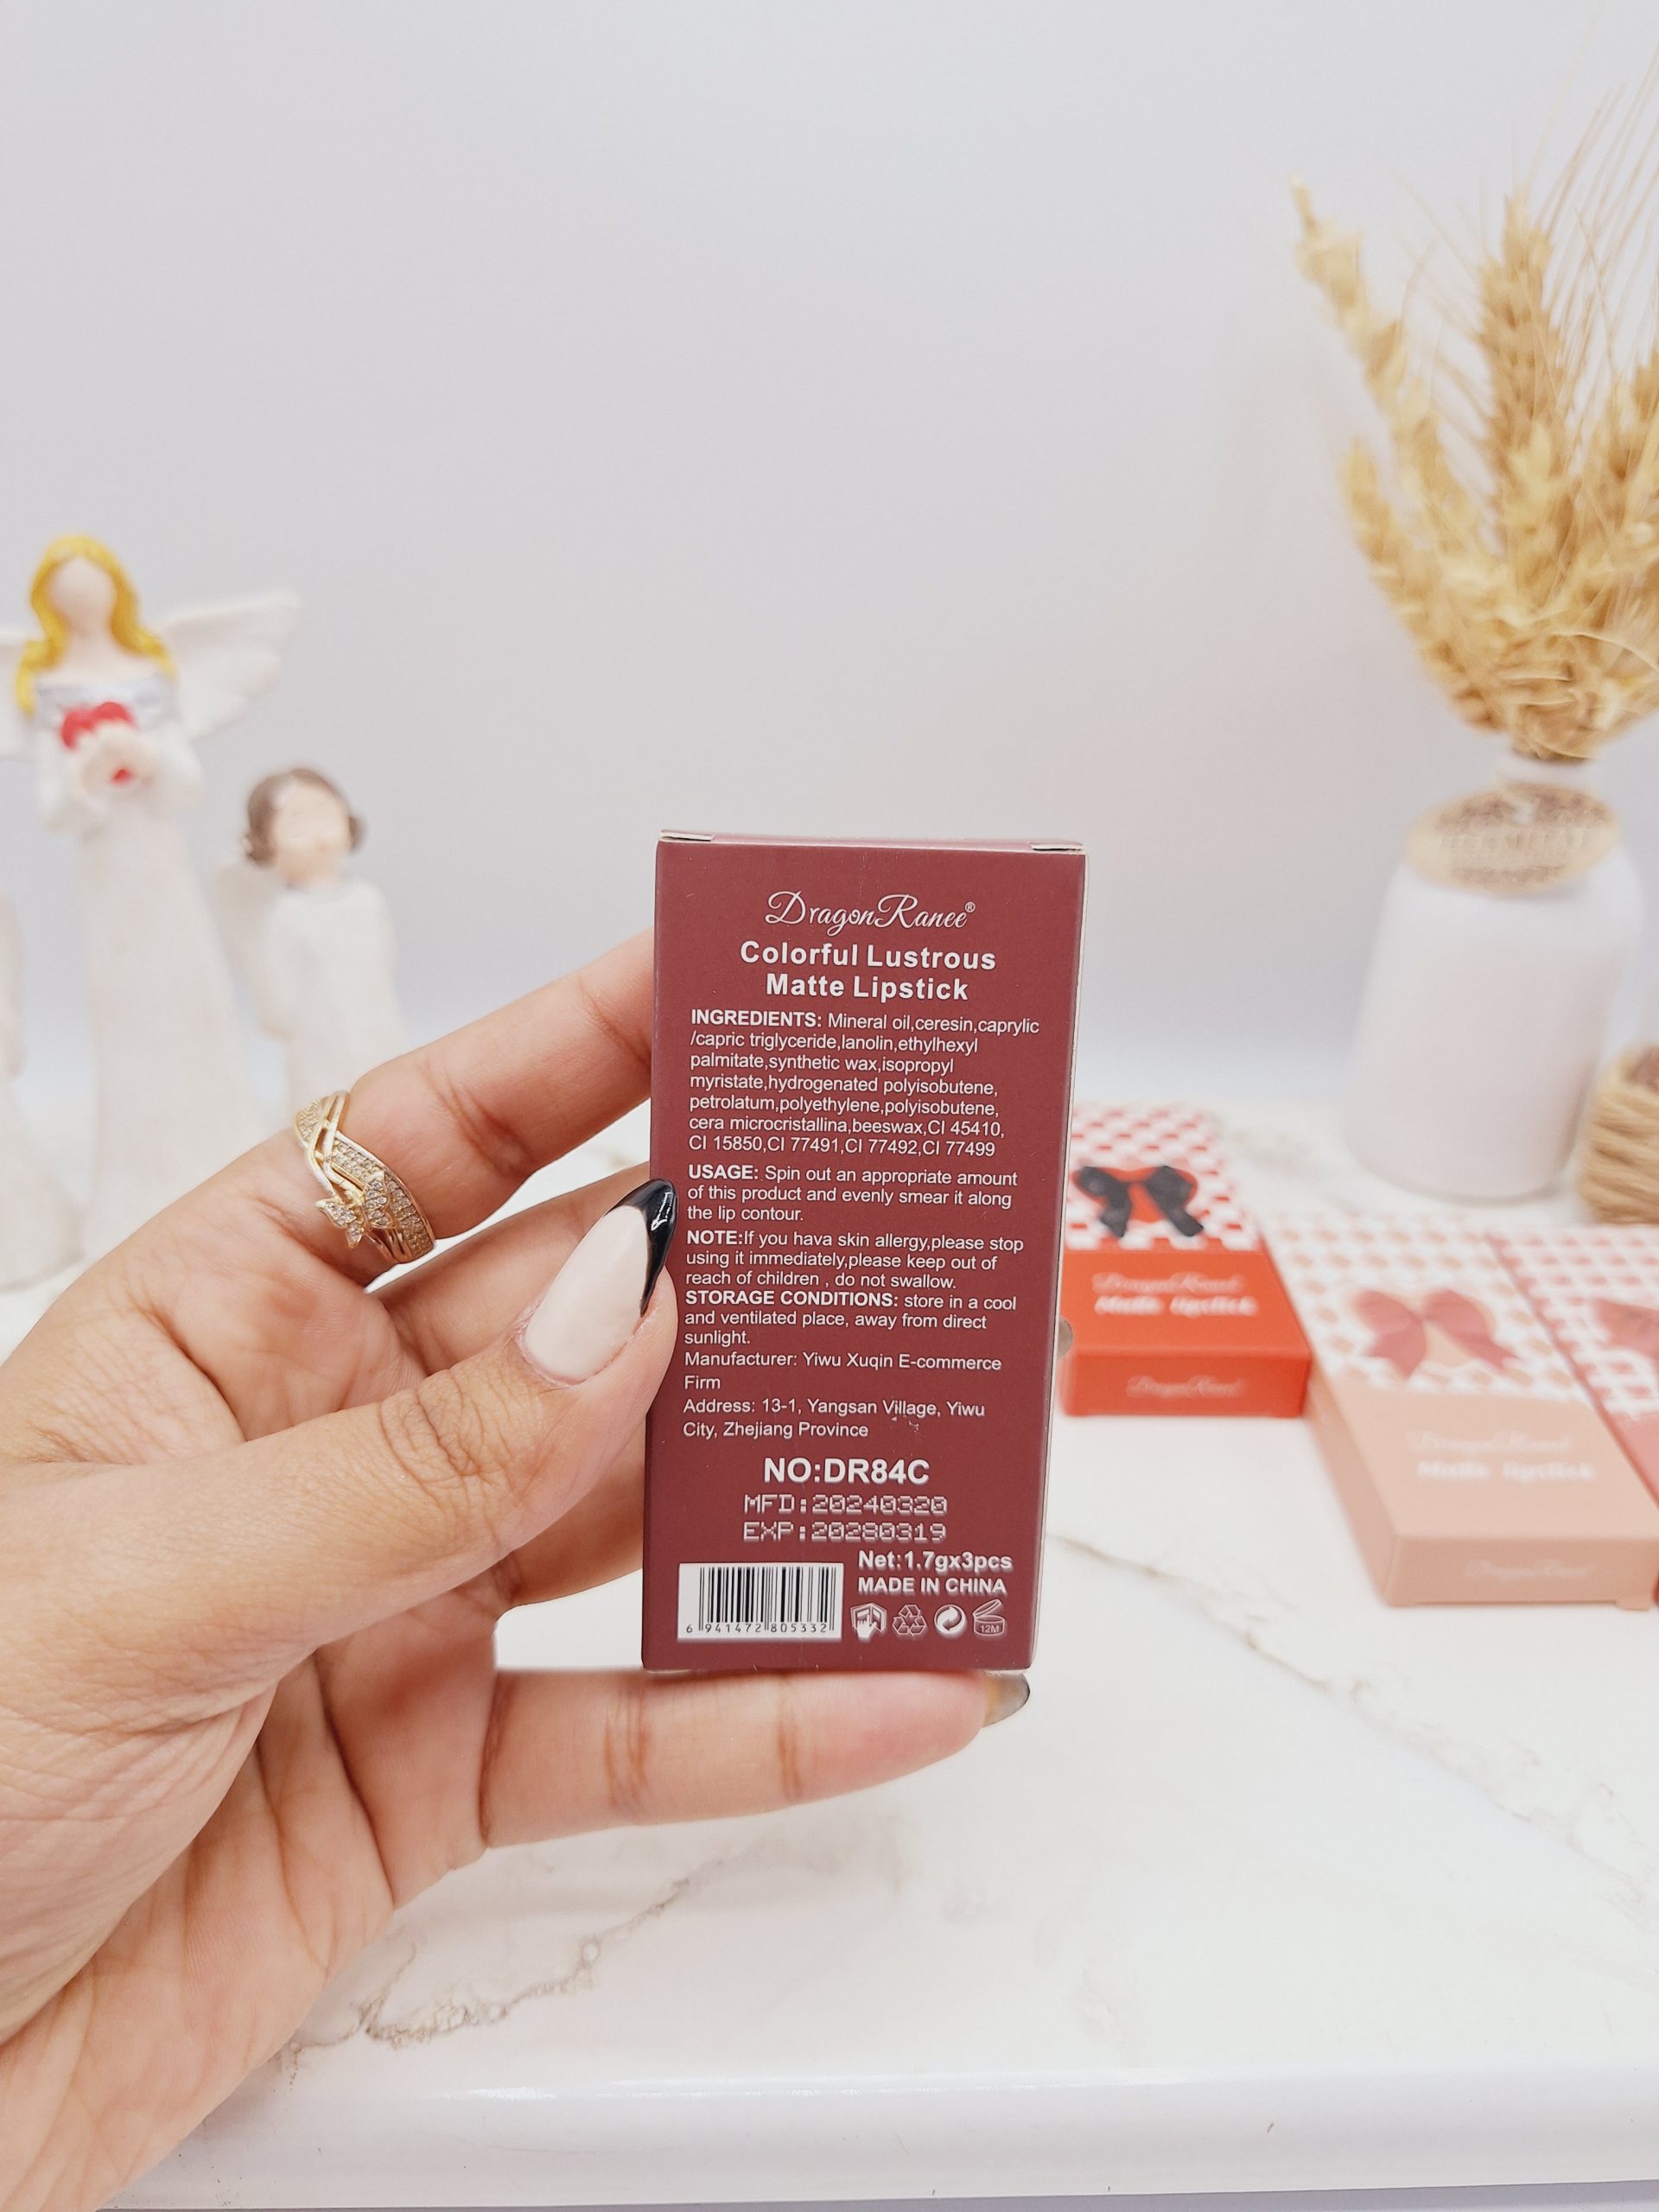 DragonRanee®
Colorful Lustrous
Matte Lipstick
INGREDIENTS: Mineral oil,ceresin,caprylic
/capric triglyceride,lanolin,ethylhexyl
palmitate,synthetic wax,isopropyl
myristate,hydrogenated polyisobutene,
petrolatum,polyethylene,polyisobutene,
cera microcristallina,beeswax,CI 45410,
CI 15850,CI 77491,CI 77492,CI 77499
USAGE: Spin out an appropriate amount
of this product and evenly smear it along
the lip contour.
NOTE:If you hava skin allergy,please stop
using it immediately,please keep out of
reach of children , do not swallow.
STORAGE CONDITIONS: store in a cool
and ventilated place, away from direct
sunlight.
Manufacturer: Yiwu Xuqin E-commerce
Firm
Address: 13-1, Yangsan Village, Yiwu
City, Zhejiang Province
NO:DR84C
MFD:20240320
EXP:20280319
Net:1.7gx3pcs
MADE IN CHINA
6 941472 805332
12M
DragonRanee
Matte lipstick
DragonRanee
DragonRanee
Matte lipstick
DragonRanee